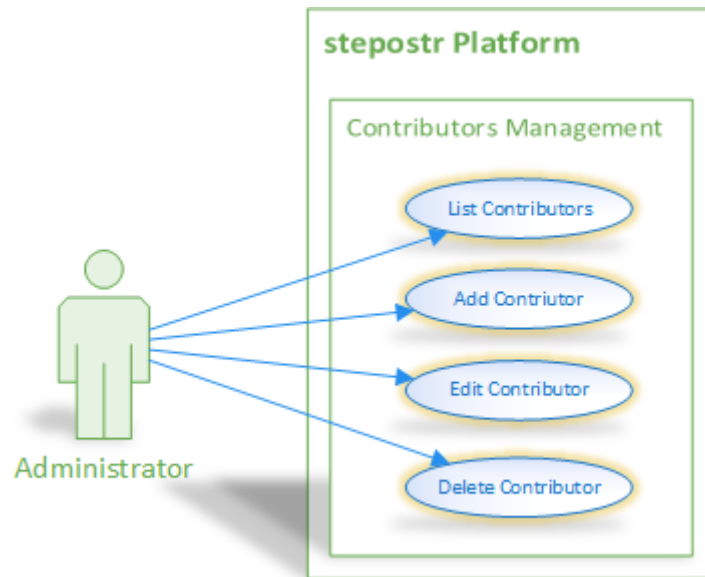 stepostr Platform
Contributors Management
List Contributors
Add Contriutor
Edit Contributor
Delete Contributor
Administrator